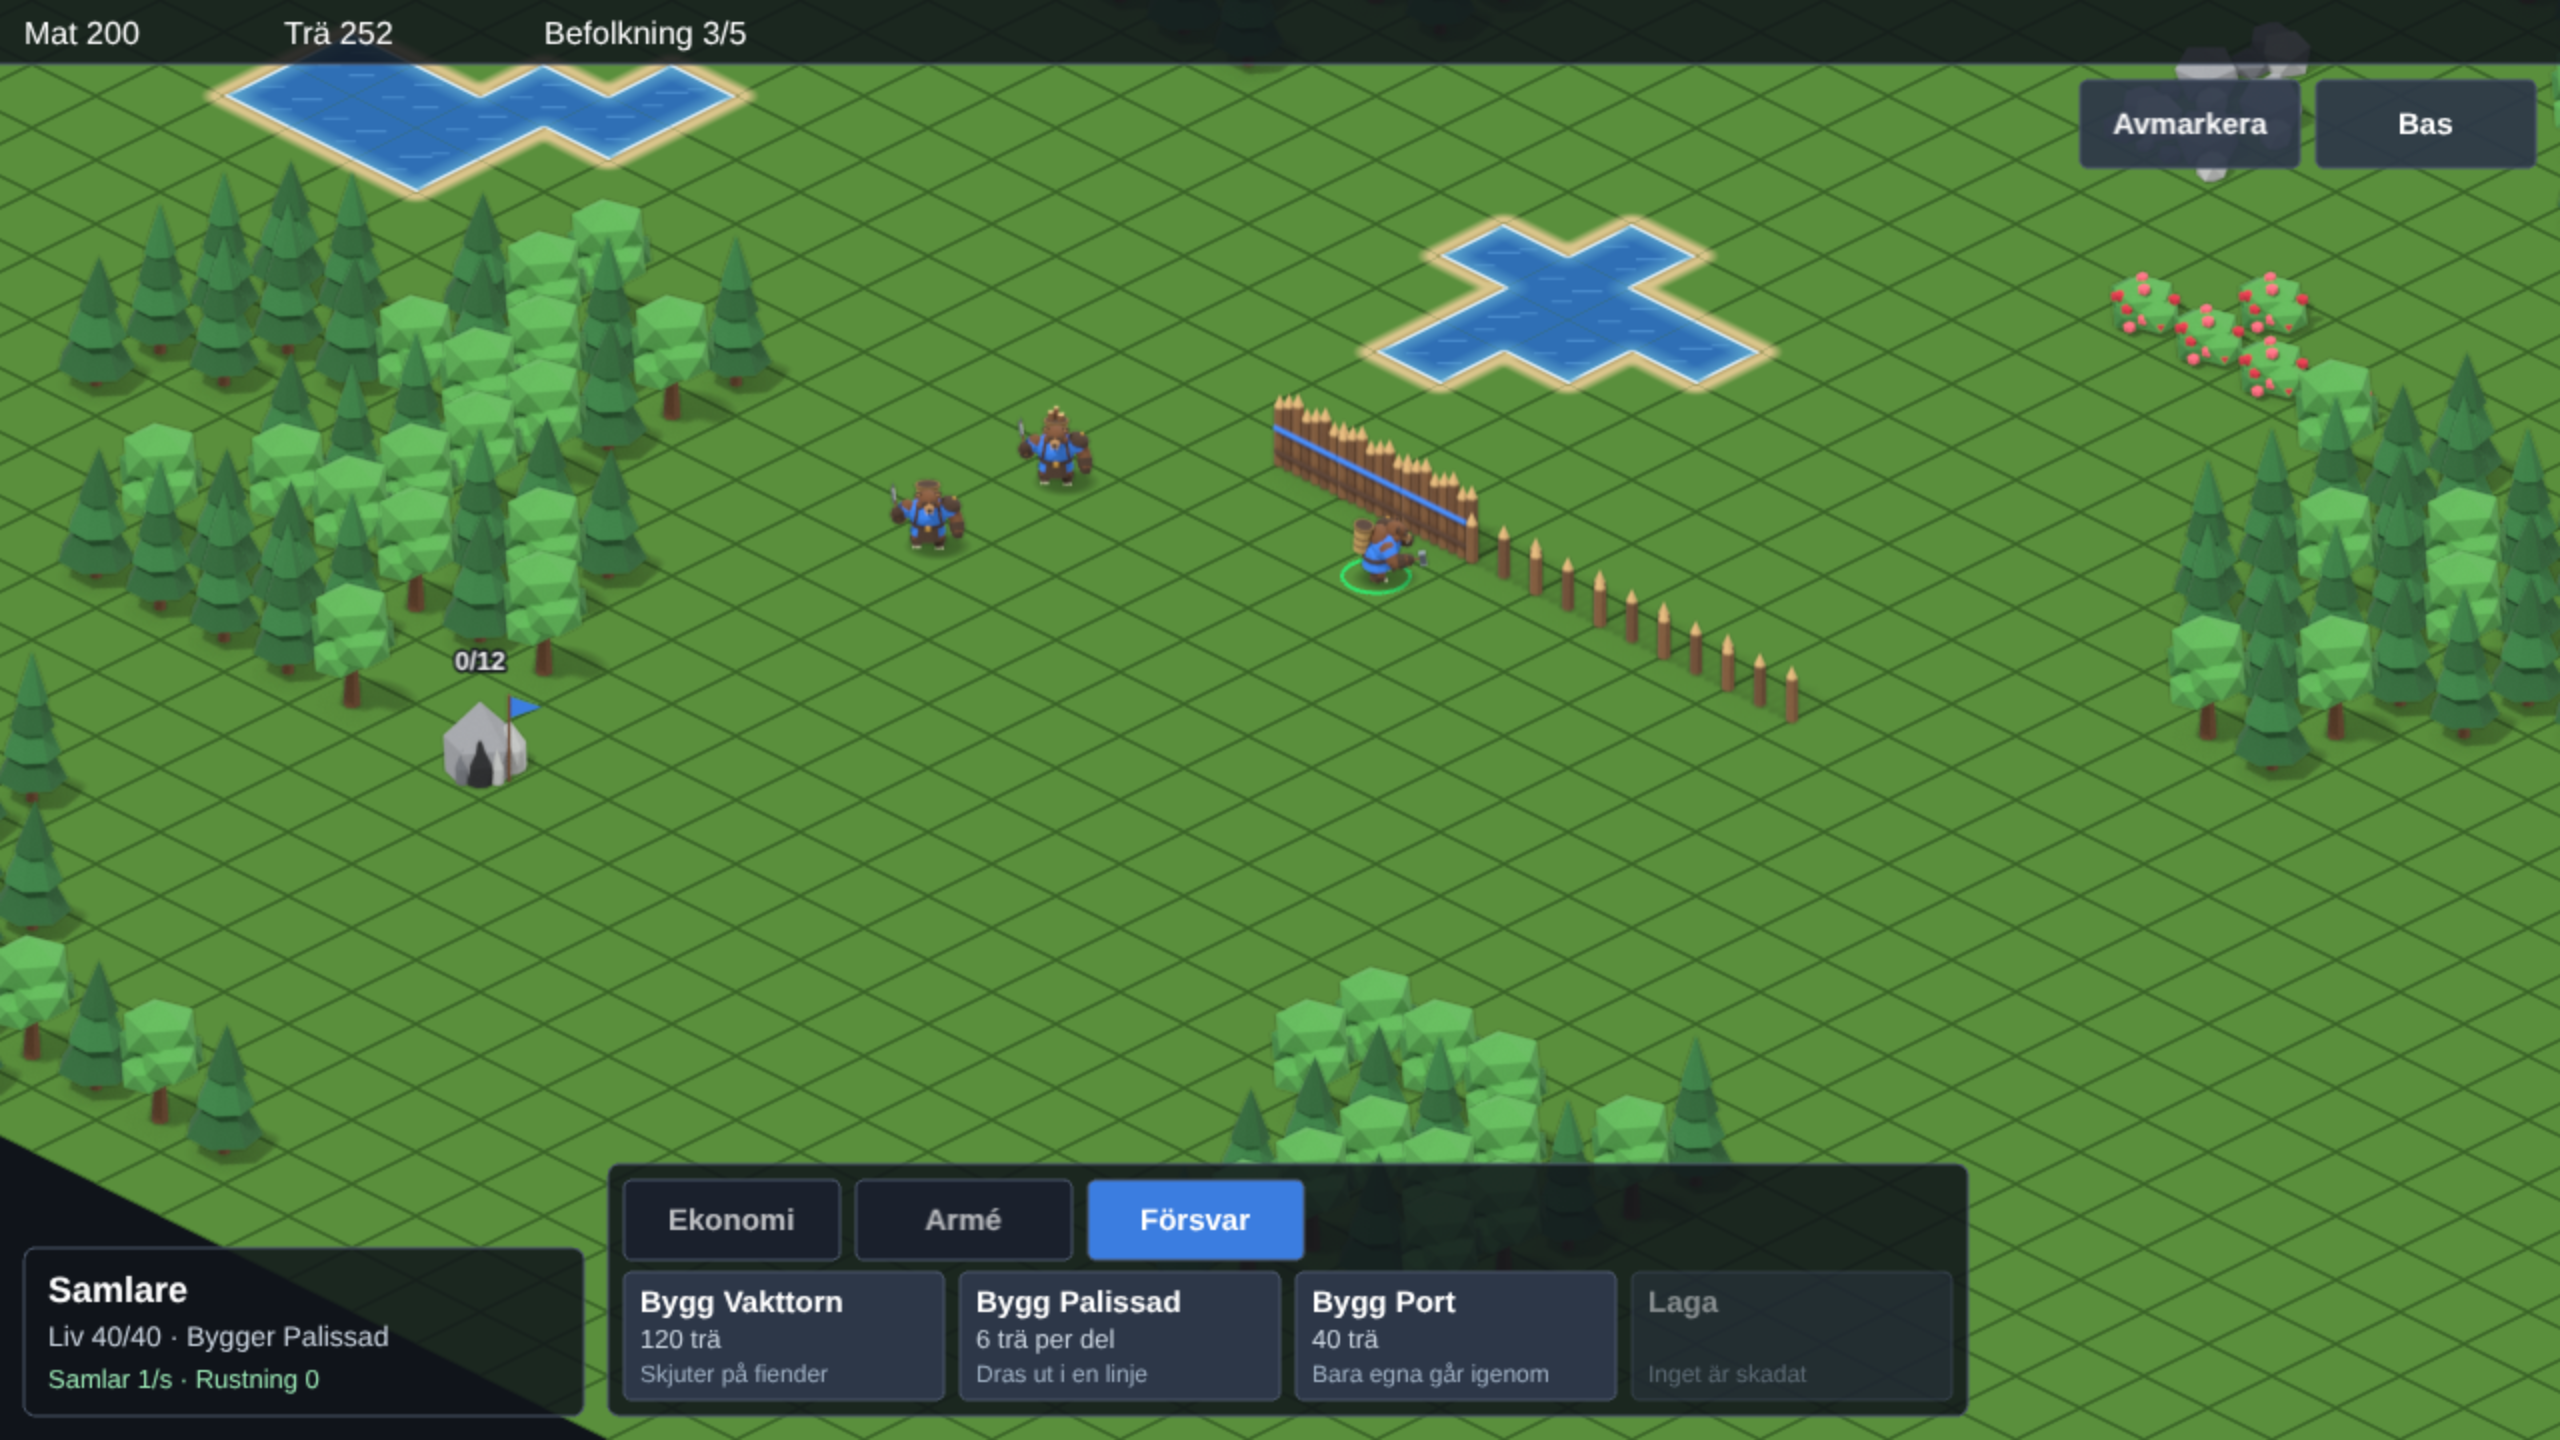 Mat 200
Trä 252
Befolkning 3/5
Avmarkera
Bas
0/12
Ekonomi
Armé
Försvar
Samlare
Liv 40/40 · Bygger Palissad
Samlar 1/s · Rustning 0
Bygg Vakttorn
120 trä
Skjuter på fiender
Bygg Palissad
6 trä per del
Dras ut i en linje
Bygg Port
40 trä
Bara egna går igenom
Laga
Inget är skadat